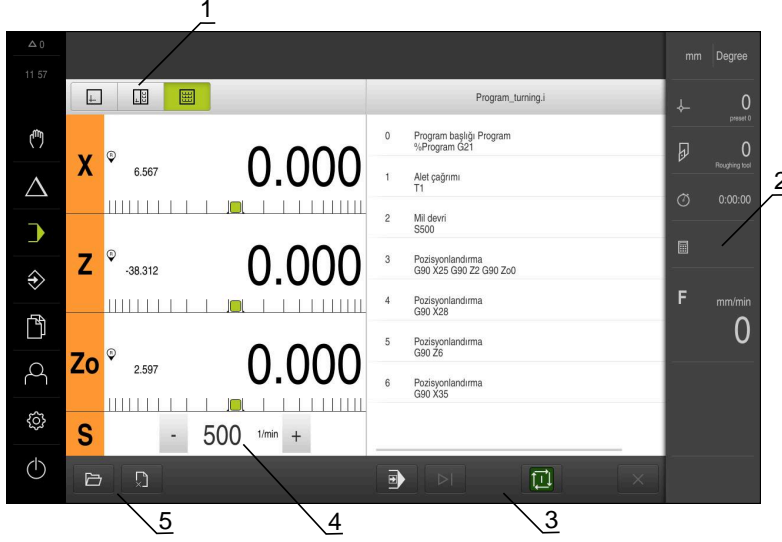 1
△ 0
11 57
mm Degree
Program_turning.i
X
R
6.567
0.000
Z
R
-38.312
0.000
Zo
R
2.597
0.000
S
-
500
1/min
+
0 Program başlığı Program
%Program G21
1 Alet çağrımı
T1
2 Mil devri
S500
3 Pozisyonlandırma
G90 X25 G90 Z2 G90 Zo0
4 Pozisyonlandırma
G90 X28
5 Pozisyonlandırma
G90 Z6
6 Pozisyonlandırma
G90 X35
0
preset 0
0
Roughing tool
0:00:00
F mm/min
0
2
5
4
3